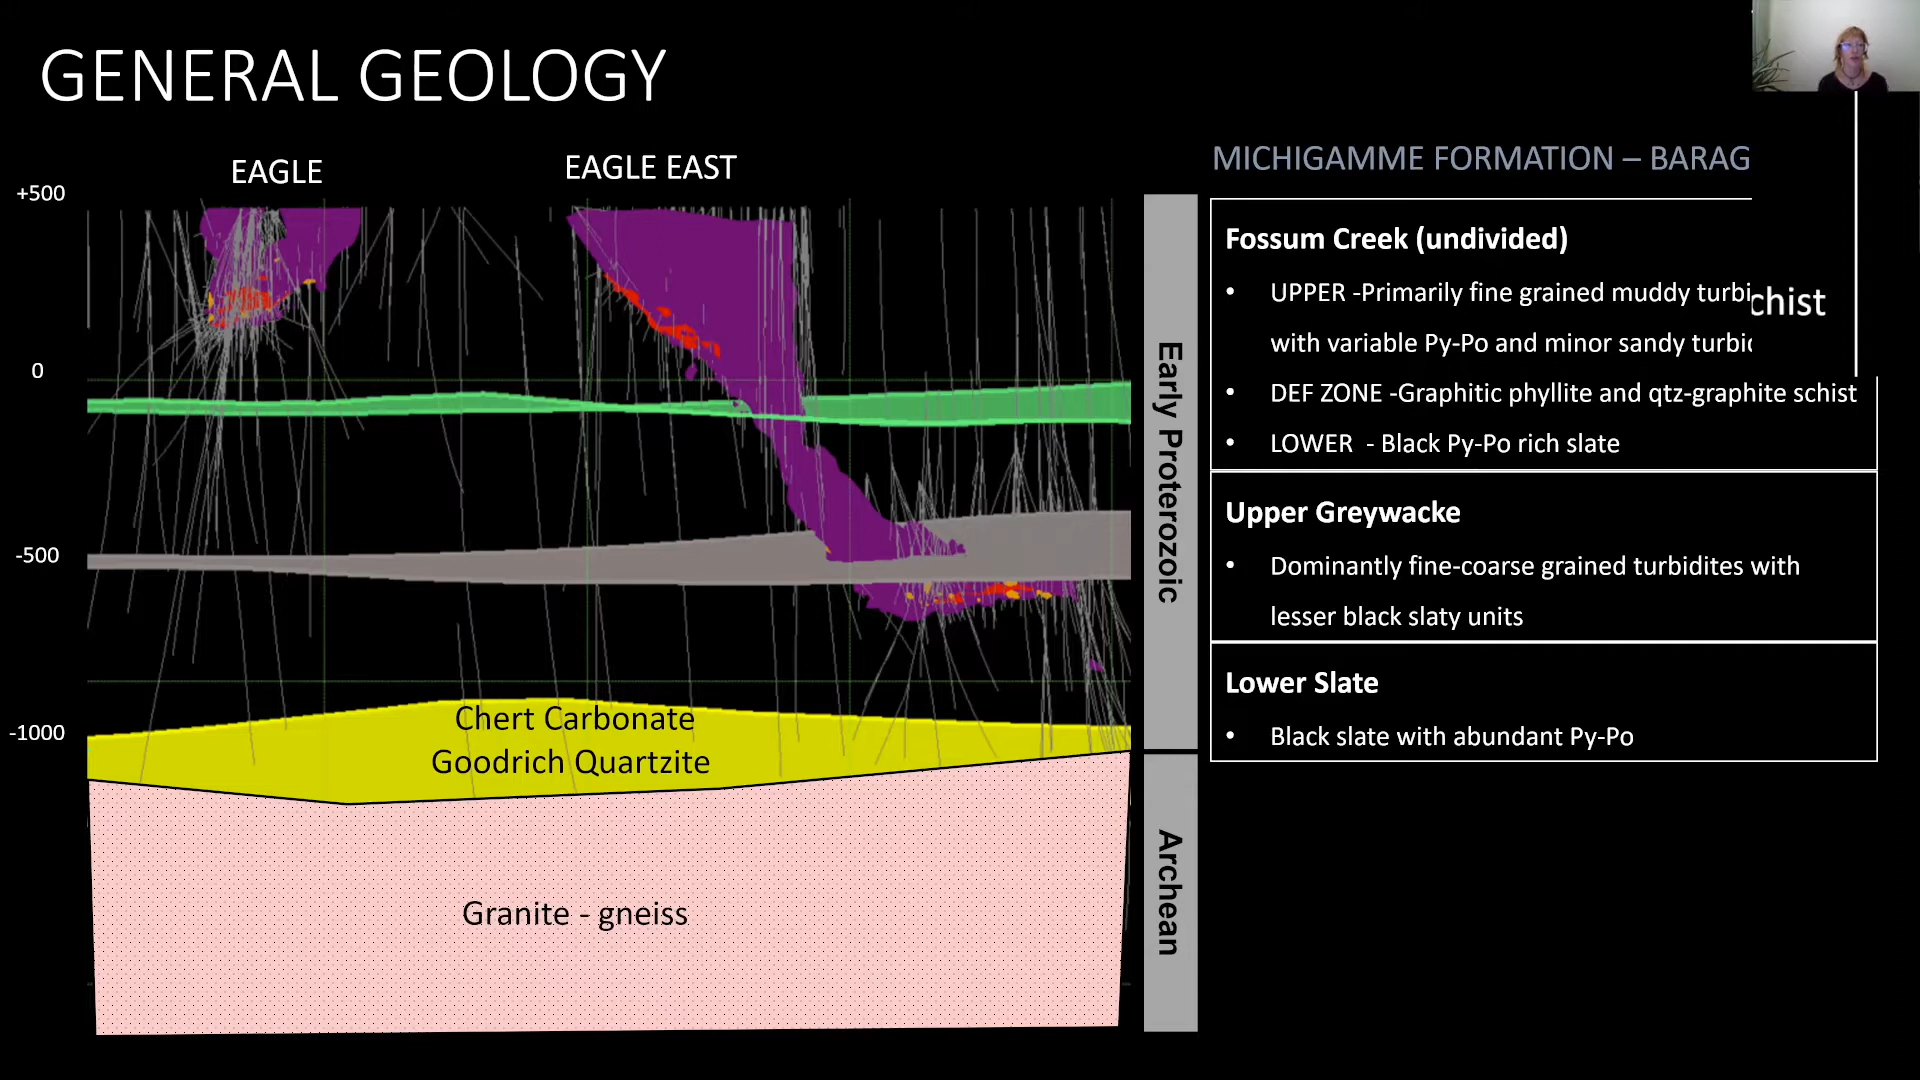 GENERAL GEOLOGY
EAGLE
EAGLE EAST
+500
0
-500
-1000
Chert Carbonate
Goodrich Quartzite
Granite - gneiss
Early Proterozoic
Archean
MICHIGAMME FORMATION – BARAG
Fossum Creek (undivided)
• UPPER -Primarily fine grained muddy turbi
chist
with variable Py-Po and minor sandy turbi
• DEF ZONE -Graphitic phyllite and qtz-graphite schist
• LOWER - Black Py-Po rich slate
Upper Greywacke
• Dominantly fine-coarse grained turbidites with
lesser black slaty units
Lower Slate
• Black slate with abundant Py-Po